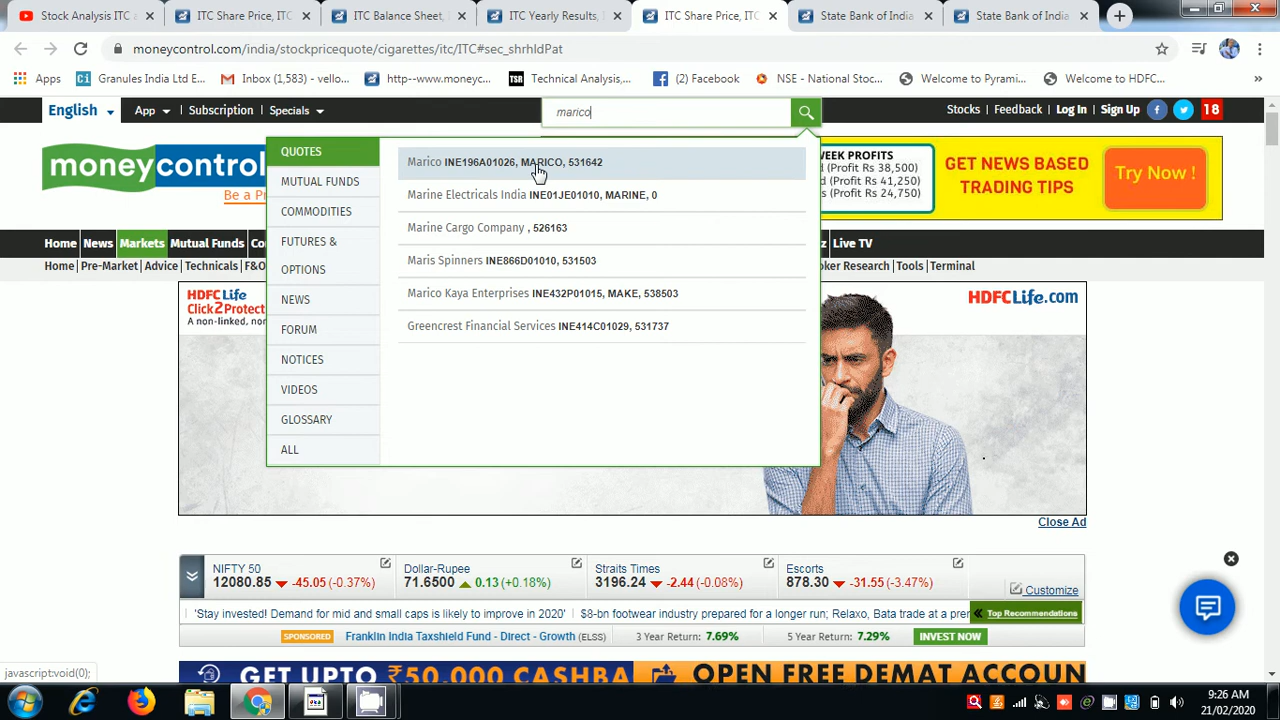 Stock Analysis ITC a
ITC Share Price, ITC
ITC Balance Sheet,
ITC Yearly Results,
ITC Share Price, ITC
State Bank of India
State Bank of India
moneycontrol.com/india/stockpricequote/cigarettes/itc/ITC#sec_shrhldPat
Apps
Granules India Ltd E...
Inbox (1,583) - vello...
http--www.moneyc...
TSR Technical Analysis,...
(2) Facebook
NSE - National Stoc...
Welcome to Pyrami...
Welcome to HDFC...
English App Subscription Specials
marico
Stocks Feedback Log In Sign Up 18
moneycontrol
Be a Pr
QUOTES
MUTUAL FUNDS
COMMODITIES
FUTURES &
OPTIONS
NEWS
FORUM
NOTICES
VIDEOS
GLOSSARY
ALL
Marico INE196A01026, MARICO, 531642
Marine Electricals India INE01JE01010, MARINE, 0
Marine Cargo Company , 526163
Maris Spinners INE866D01010, 531503
Marico Kaya Enterprises INE432P01015, MAKE, 538503
Greencrest Financial Services INE414C01029, 531737
WEEK PROFITS
(Profit Rs 38,500)
(Profit Rs 41,250)
Profit Rs 24,750)
GET NEWS BASED
TRADING TIPS
Try Now !
Home News Markets Mutual Funds Co
Live TV
Home Pre-Market Advice Technicals F&O
oker Research Tools Terminal
HDFC Life
Click2Protect
A non-linked, non
HDFCLife.com
Close Ad
NIFTY 50
12080.85 -45.05 (-0.37%)
Dollar-Rupee
71.6500 0.13 (+0.18%)
Straits Times
3196.24 -2.44 (-0.08%)
Escorts
878.30 -31.55 (-3.47%)
Customize
'Stay invested! Demand for mid and small caps is likely to improve in 2020' $8-bn footwear industry prepared for a longer run; Relaxo, Bata trade at a prer
Top Recommendations
SPONSORED Franklin India Taxshield Fund - Direct - Growth (ELSS) 3 Year Return: 7.69% 5 Year Return: 7.29% INVEST NOW
GET UPTO ₹50,000 CASHBA
OPEN FREE DEMAT ACCOUN
javascript:void(0);
9:26 AM
21/02/2020